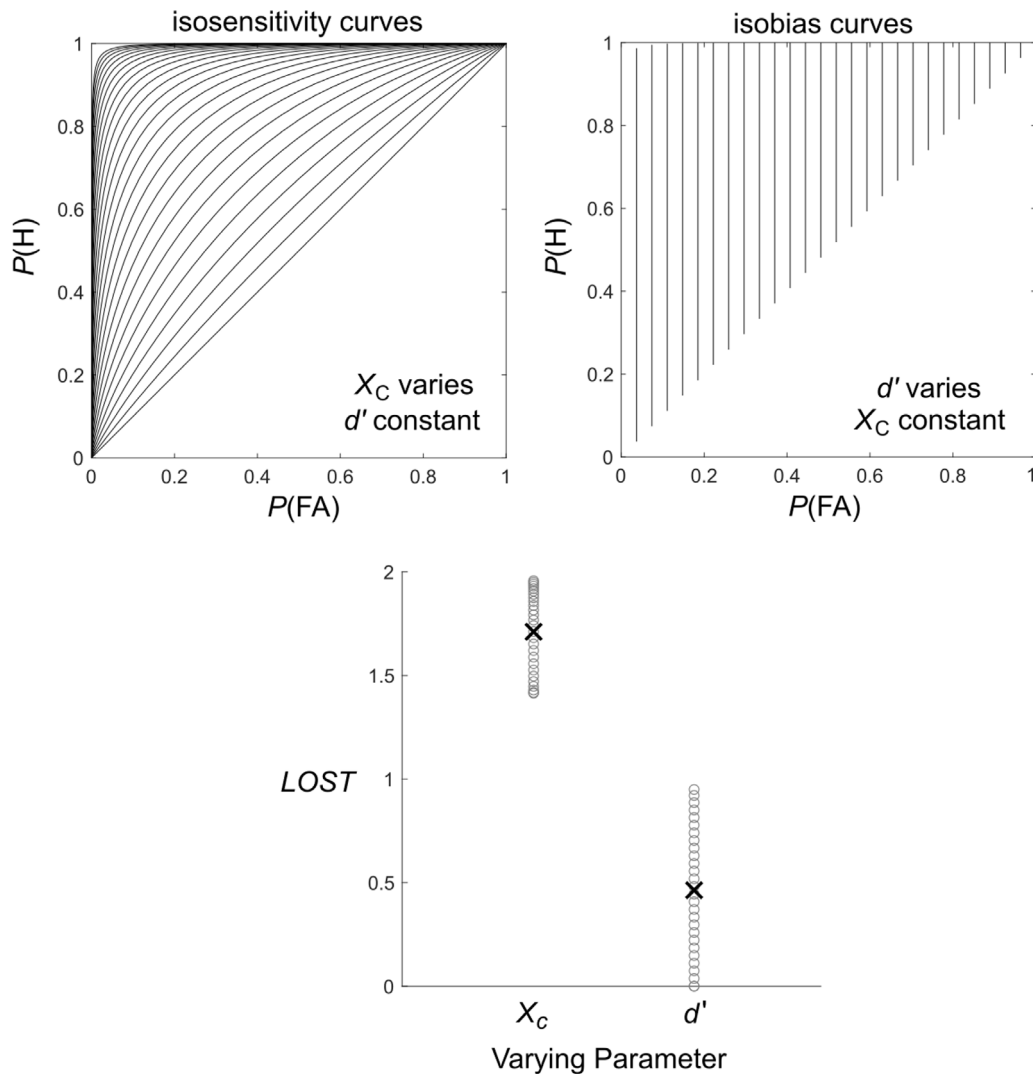 isosensitivity curves
1
0.8
0.6
0.4
0.2
0
P(H)
0 0.2 0.4 0.6 0.8 1
P(FA)
X_C varies
d' constant
isobias curves
1
0.8
0.6
0.4
0.2
0
P(H)
0 0.2 0.4 0.6 0.8 1
P(FA)
d' varies
X_C constant
2
1.5
1
0.5
0
LOST
X_c d'
Varying Parameter